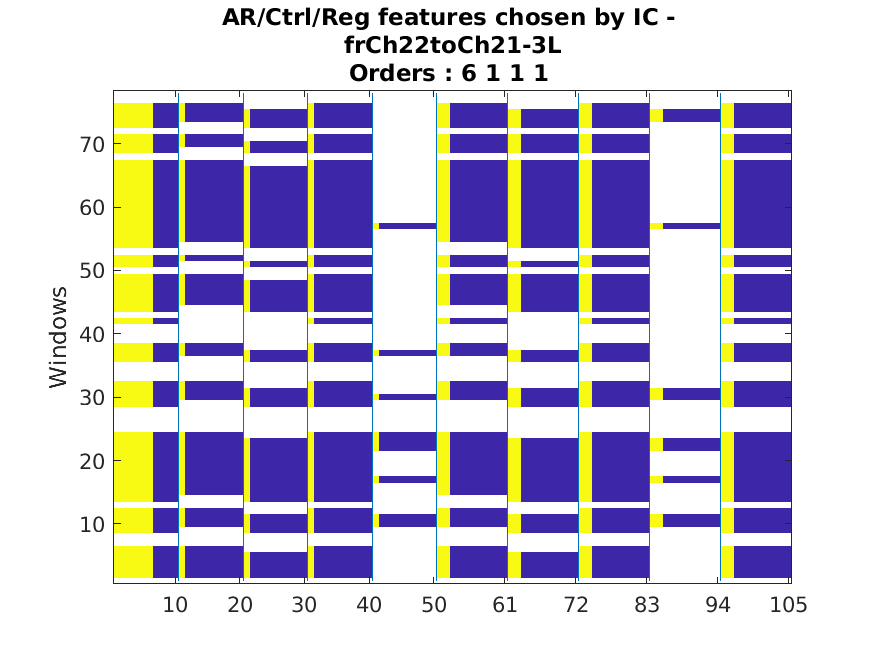 AR/Ctrl/Reg features chosen by IC -
frCh22toCh21-3L
Orders : 6 1 1 1
70
60
50
40
30
20
10
Windows
10 20 30 40 50 61 72 83 94 105